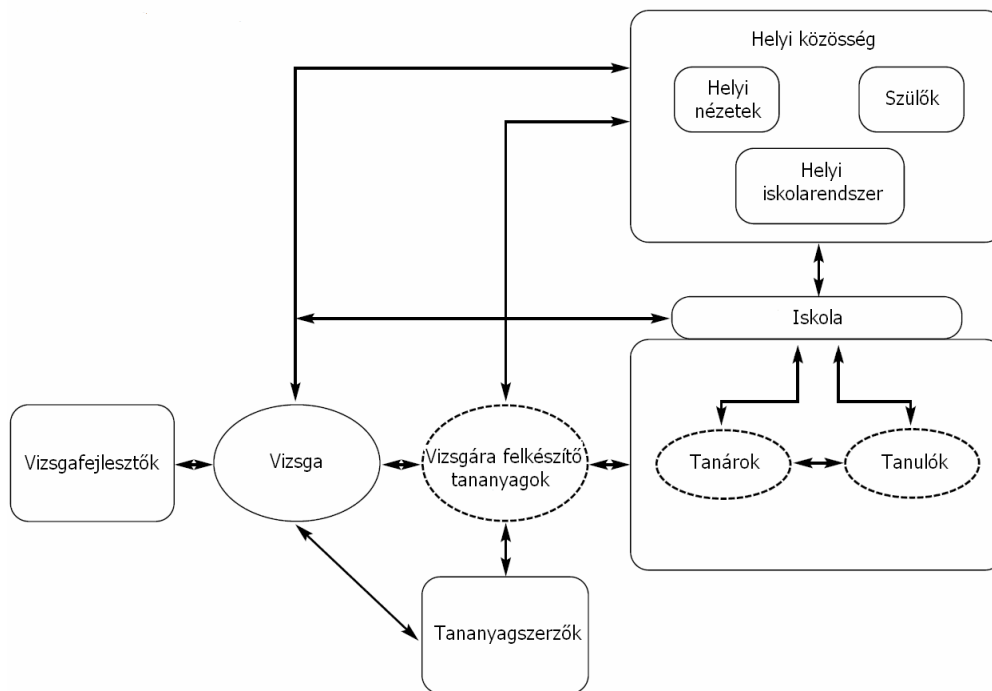 Helyi közösség
Helyi
nézetek
Szülők
Helyi
iskolarendszer
Iskola
Vizsgafejlesztők
Vizsga
Vizsgára felkészítő
tananyagok
Tanárok
Tanulók
Tananyagszerzők